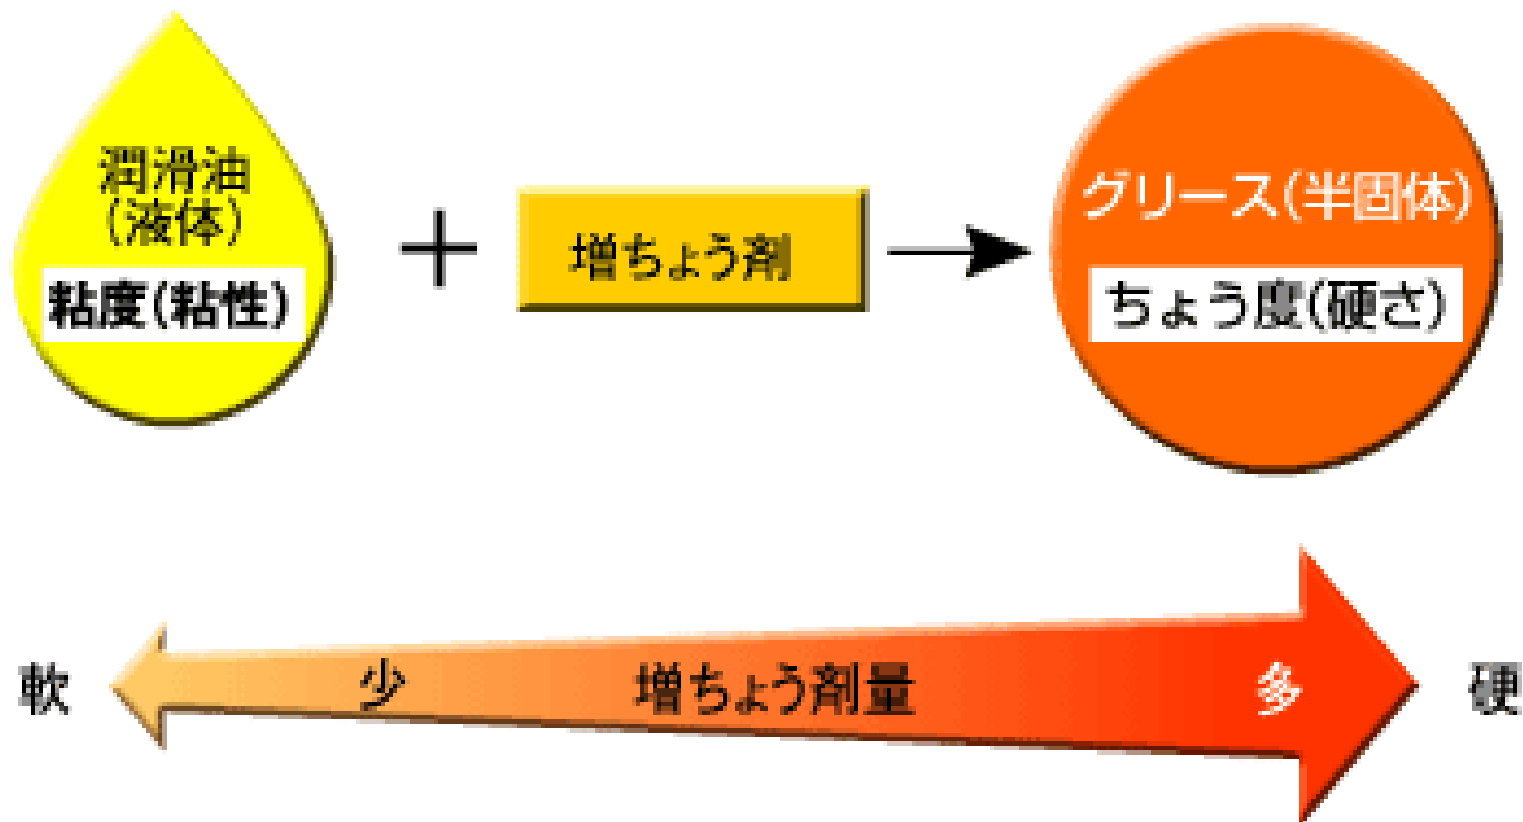 潤滑油
(液体)
粘度(粘性)
+
増ちょう剤
グリース(半固体)
ちょう度(硬さ)
軟
少
増ちょう剤量
多
硬